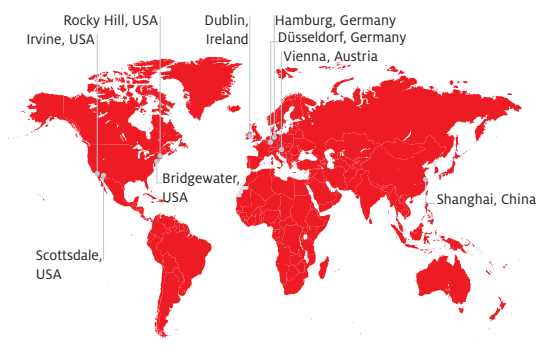 Rocky Hill, USA
Irvine, USA
Dublin,
Ireland
Hamburg, Germany
Düsseldorf, Germany
Vienna, Austria
Bridgewater,
USA
Shanghai, China
Scottsdale,
USA